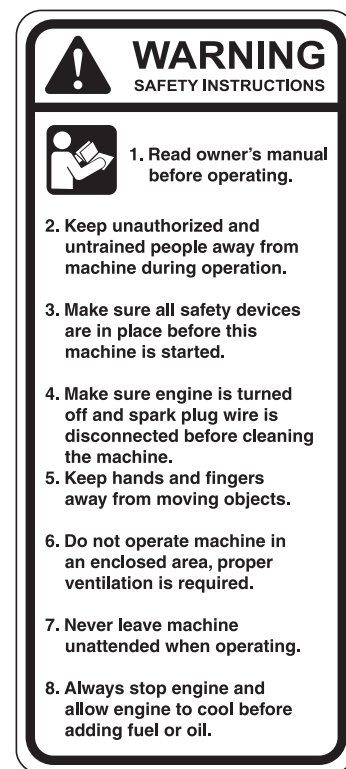 WARNING
SAFETY INSTRUCTIONS
1. Read owner's manual
before operating.
2. Keep unauthorized and
untrained people away from
machine during operation.
3. Make sure all safety devices
are in place before this
machine is started.
4. Make sure engine is turned
off and spark plug wire is
disconnected before cleaning
the machine.
5. Keep hands and fingers
away from moving objects.
6. Do not operate machine in
an enclosed area, proper
ventilation is required.
7. Never leave machine
unattended when operating.
8. Always stop engine and
allow engine to cool before
adding fuel or oil.